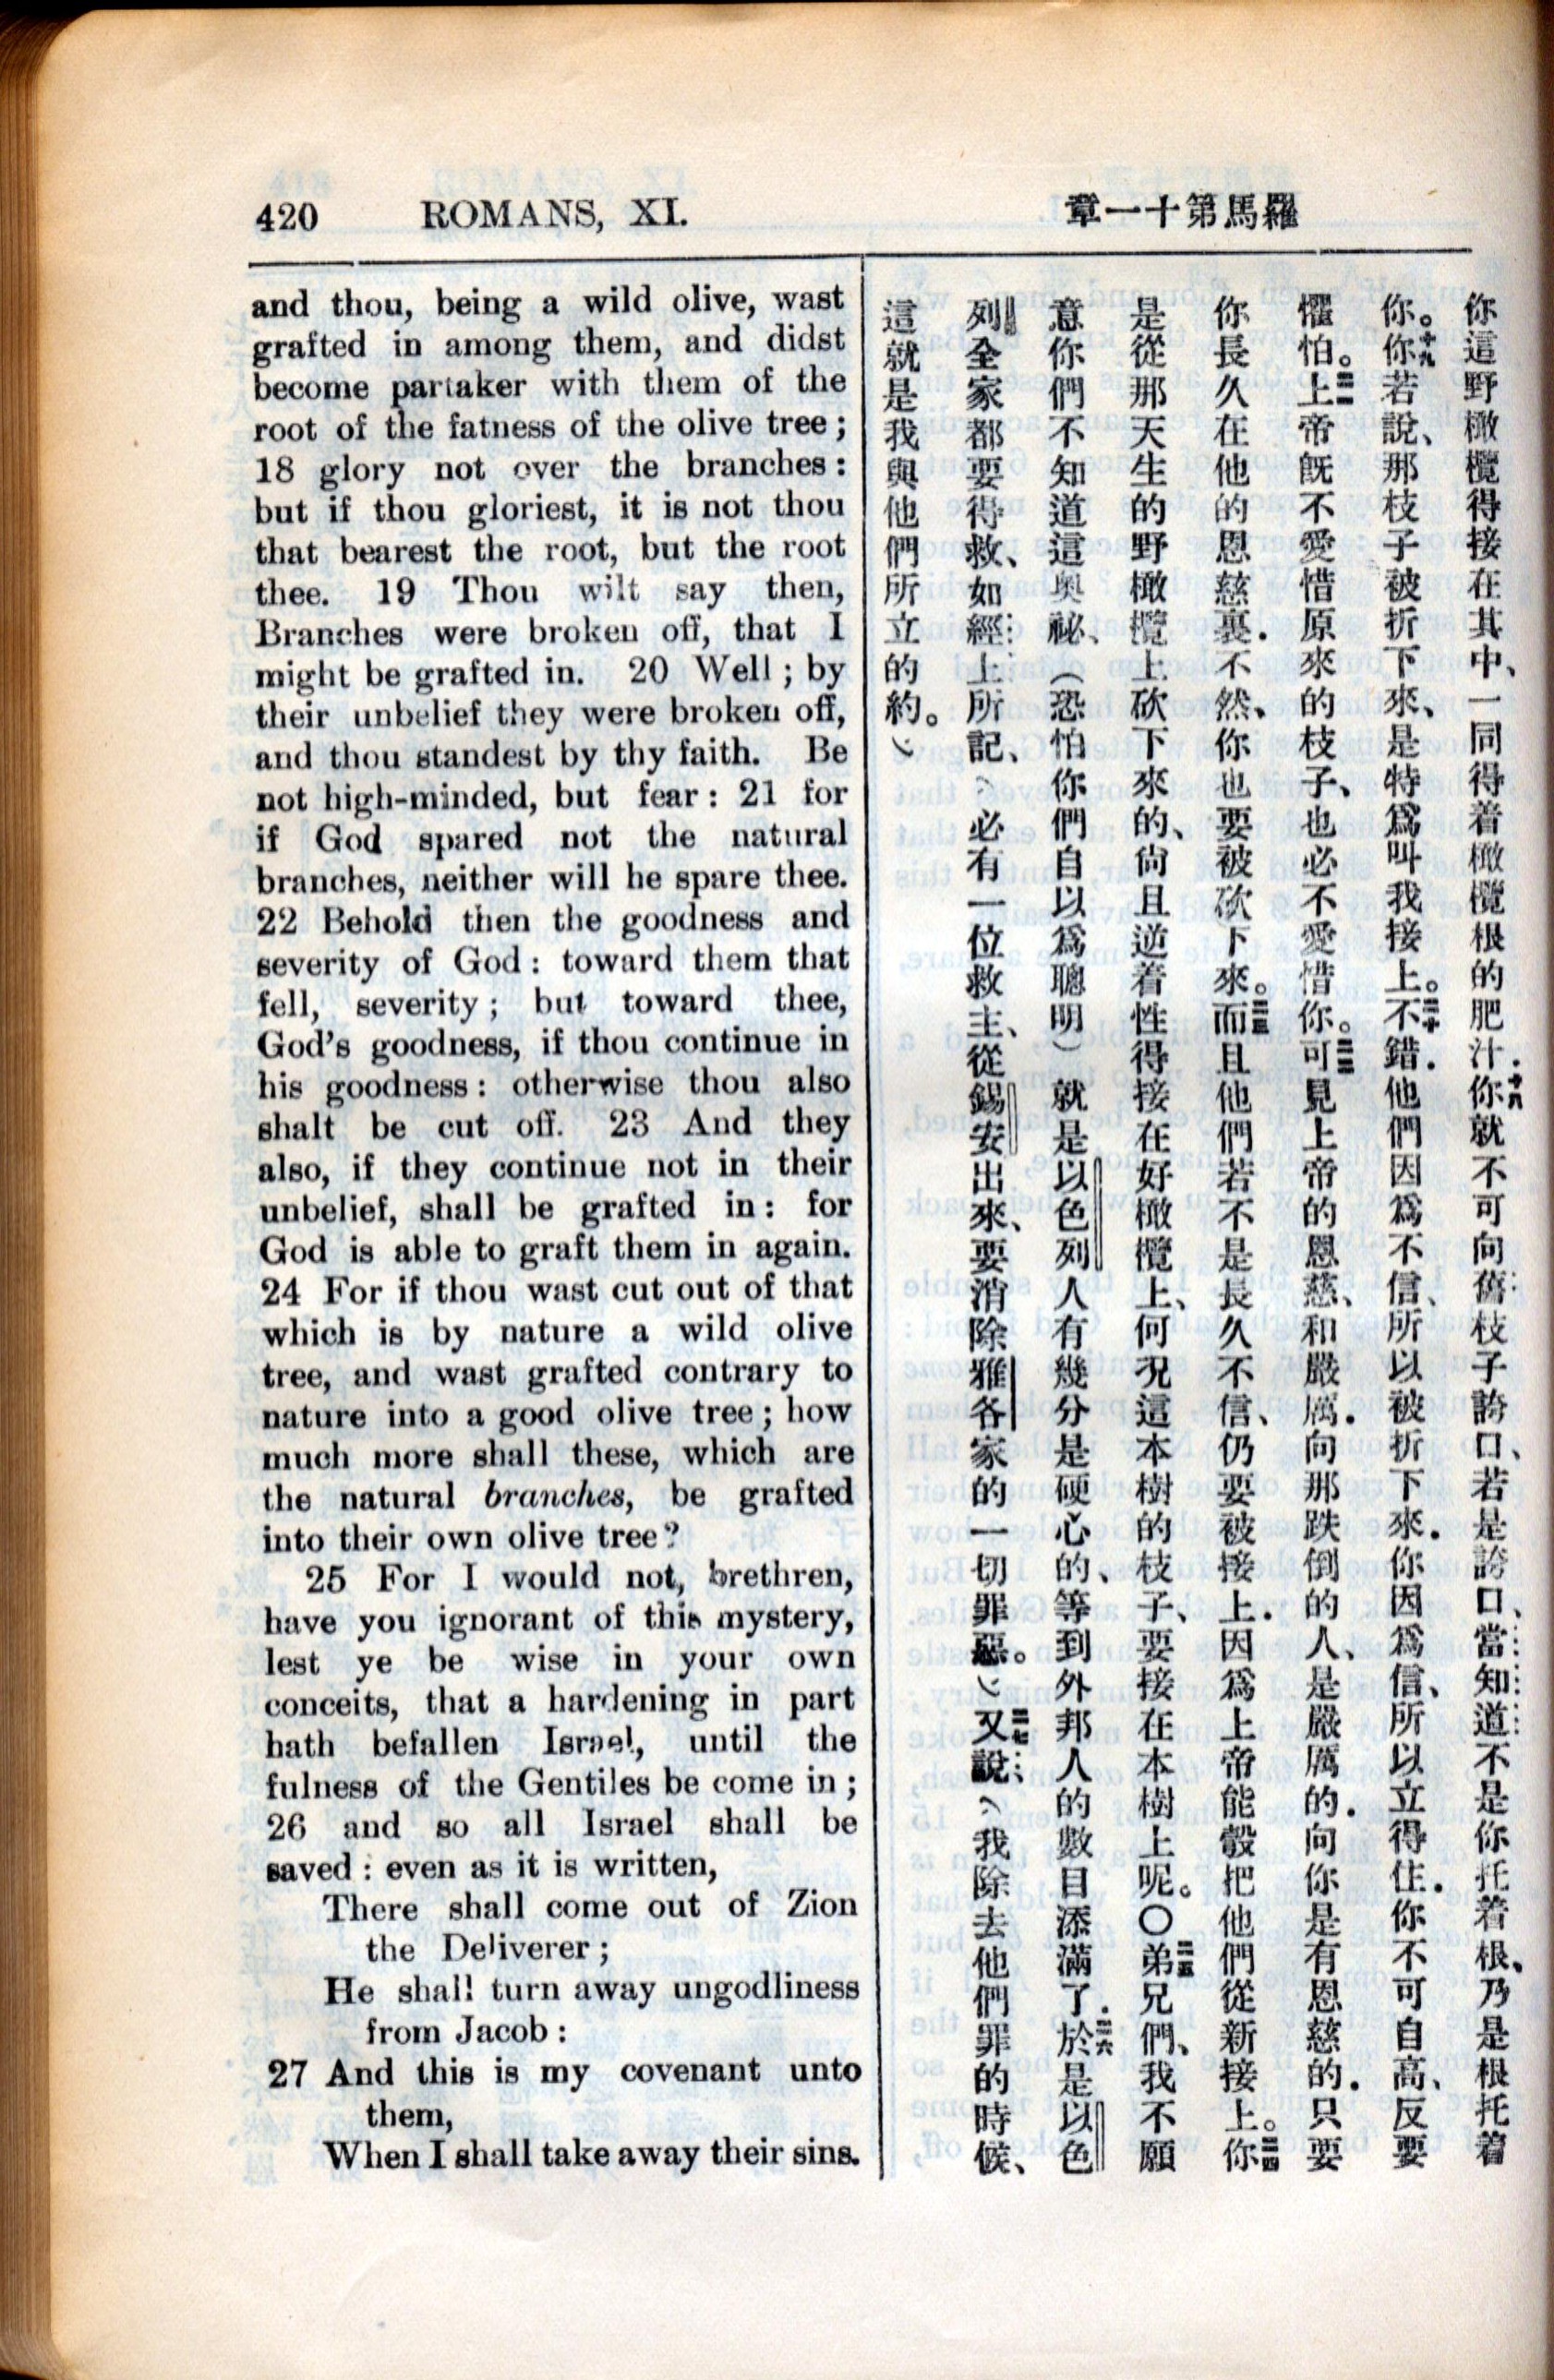 420 ROMANS, XI.
羅馬第十一章
and thou, being a wild olive, wast
grafted in among them, and didst
become partaker with them of the
root of the fatness of the olive tree;
18 glory not over the branches:
but if thou gloriest, it is not thou
that bearest the root, but the root
thee. 19 Thou wilt say then,
Branches were broken off, that I
might be grafted in. 20 Well; by
their unbelief they were broken off,
and thou standest by thy faith. Be
not high-minded, but fear: 21 for
if God spared not the natural
branches, neither will he spare thee.
22 Behold then the goodness and
severity of God: toward them that
fell, severity; but toward thee,
God's goodness, if thou continue in
his goodness: otherwise thou also
shalt be cut off. 23 And they
also, if they continue not in their
unbelief, shall be grafted in: for
God is able to graft them in again.
24 For if thou wast cut out of that
which is by nature a wild olive
tree, and wast grafted contrary to
nature into a good olive tree; how
much more shall these, which are
the natural branches, be grafted
into their own olive tree?
25 For I would not, brethren,
have you ignorant of this mystery,
lest ye be wise in your own
conceits, that a hardening in part
hath befallen Israel, until the
fulness of the Gentiles be come in;
26 and so all Israel shall be
saved: even as it is written,
There shall come out of Zion
the Deliverer;
He shall turn away ungodliness
from Jacob:
27 And this is my covenant unto
them,
When I shall take away their sins.
你這野橄欖得接在其中、一同得着橄欖根的肥汁．十八你就不可向舊枝子誇口、若是誇口、當知道不是你托着根、乃是根托着
你。十九你若說、那枝子被折下來、是特爲叫我接上。二十不錯．他們因爲不信、所以被折下來．你因爲信、所以立得住．你不可自高、反要
懼怕。二一上帝旣不愛惜原來的枝子、也必不愛惜你。二二可見上帝的恩慈、和嚴厲．向那跌倒的人、是嚴厲的．向你是有恩慈的．只要
你長久在他的恩慈裏．不然、你也要被砍下來。二三而且他們若不是長久不信、仍要被接上．因爲上帝能彀把他們從新接上。二四你
是從那天生的野橄欖上砍下來的、尙且逆着性得接在好橄欖上、何况這本樹的枝子、要接在本樹上呢。〇二五弟兄們、我不願
意你們不知道這奥祕、（恐怕你們自以爲聰明）就是以色列人有幾分是硬心的、等到外邦人的數目添滿了．二六於是以色
列全家都要得救、如經上所記、〈必有一位救主、從錫安出來、要消除雅各家的一切罪惡。〉二七又說〈我除去他們罪的時候、
這就是我與他們所立的約。〉